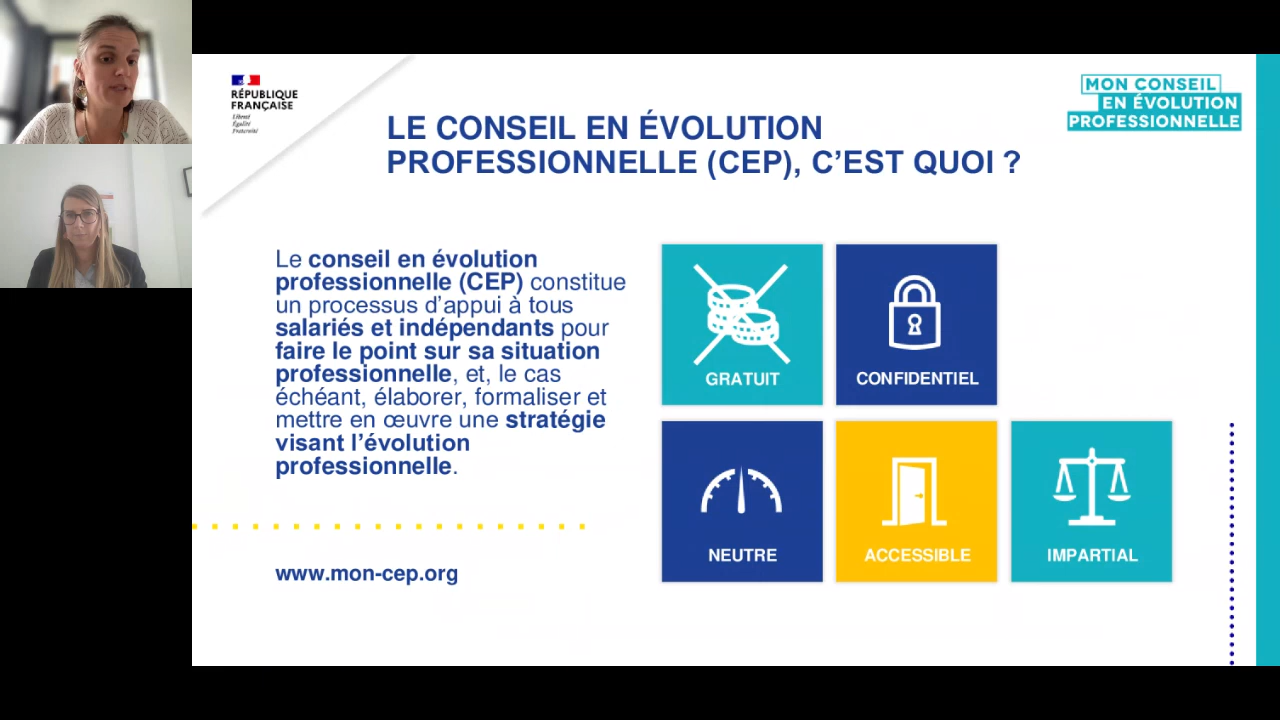 RÉPUBLIQUE
FRANÇAISE
Liberté
Égalité
Fraternité
MON CONSEIL
EN ÉVOLUTION
PROFESSIONNELLE
LE CONSEIL EN ÉVOLUTION
PROFESSIONNELLE (CEP), C’EST QUOI ?
Le conseil en évolution
professionnelle (CEP) constitue
un processus d’appui à tous
salariés et indépendants pour
faire le point sur sa situation
professionnelle, et, le cas
échéant, élaborer, formaliser et
mettre en œuvre une stratégie
visant l’évolution
professionnelle.
www.mon-cep.org
GRATUIT
CONFIDENTIEL
NEUTRE
ACCESSIBLE
IMPARTIAL